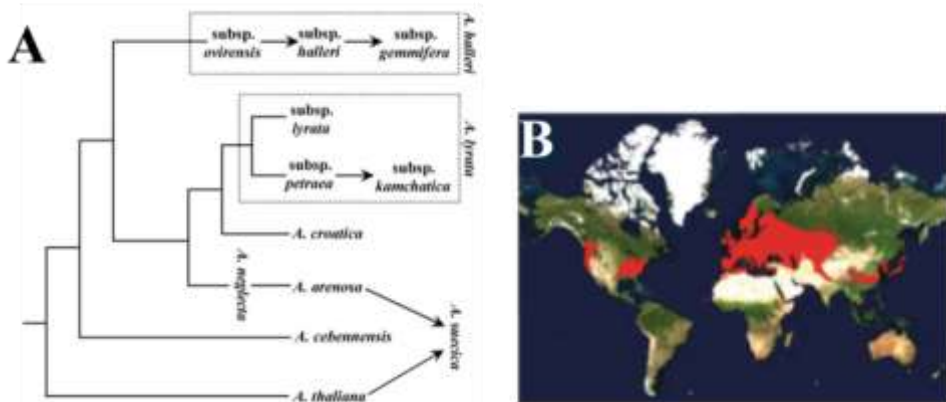 A
subsp.
ovirensis
subsp.
halleri
subsp.
gemmifera
A. halleri
subsp.
lyrata
subsp.
petraea
subsp.
kamchatica
A. lyrata
A. croatica
A. neglecta
A. arenosa
A. suecica
A. cebennensis
A. thaliana
B